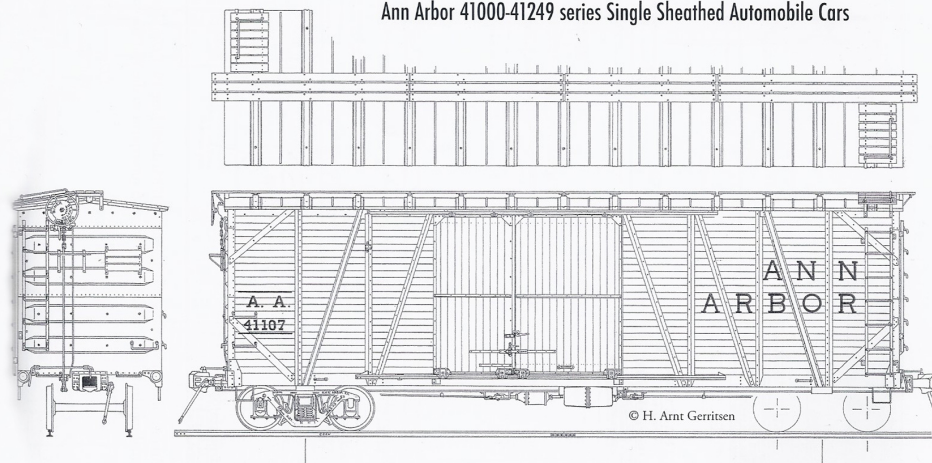 Ann Arbor 41000-41249 series Single Sheathed Automobile Cars
A. A.
41107
ANN
ARBOR
© H. Arnt Gerritsen